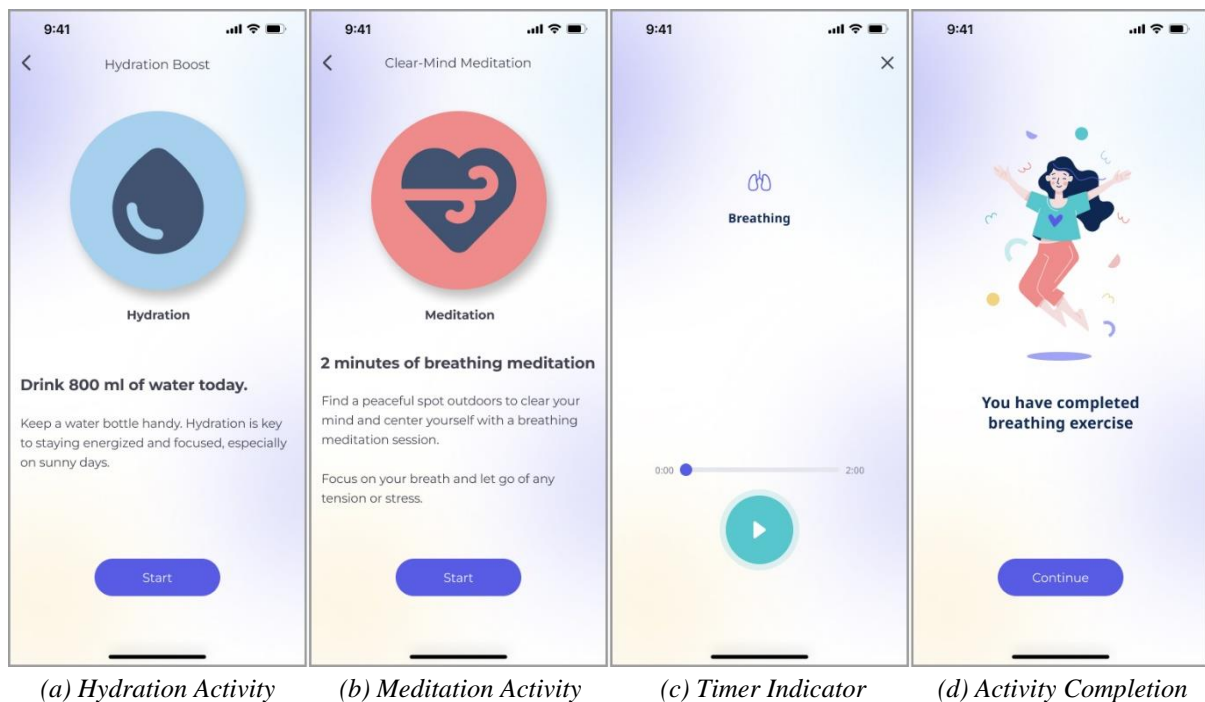 9:41
Hydration Boost
Hydration
Drink 800 ml of water today.
Keep a water bottle handy. Hydration is key
to staying energized and focused, especially
on sunny days.
Start
9:41
Clear-Mind Meditation
Meditation
2 minutes of breathing meditation
Find a peaceful spot outdoors to clear your
mind and center yourself with a breathing
meditation session.
Focus on your breath and let go of any
tension or stress.
Start
9:41
Breathing
0:00 2:00
9:41
You have completed
breathing exercise
Continue
(a) Hydration Activity
(b) Meditation Activity
(c) Timer Indicator
(d) Activity Completion